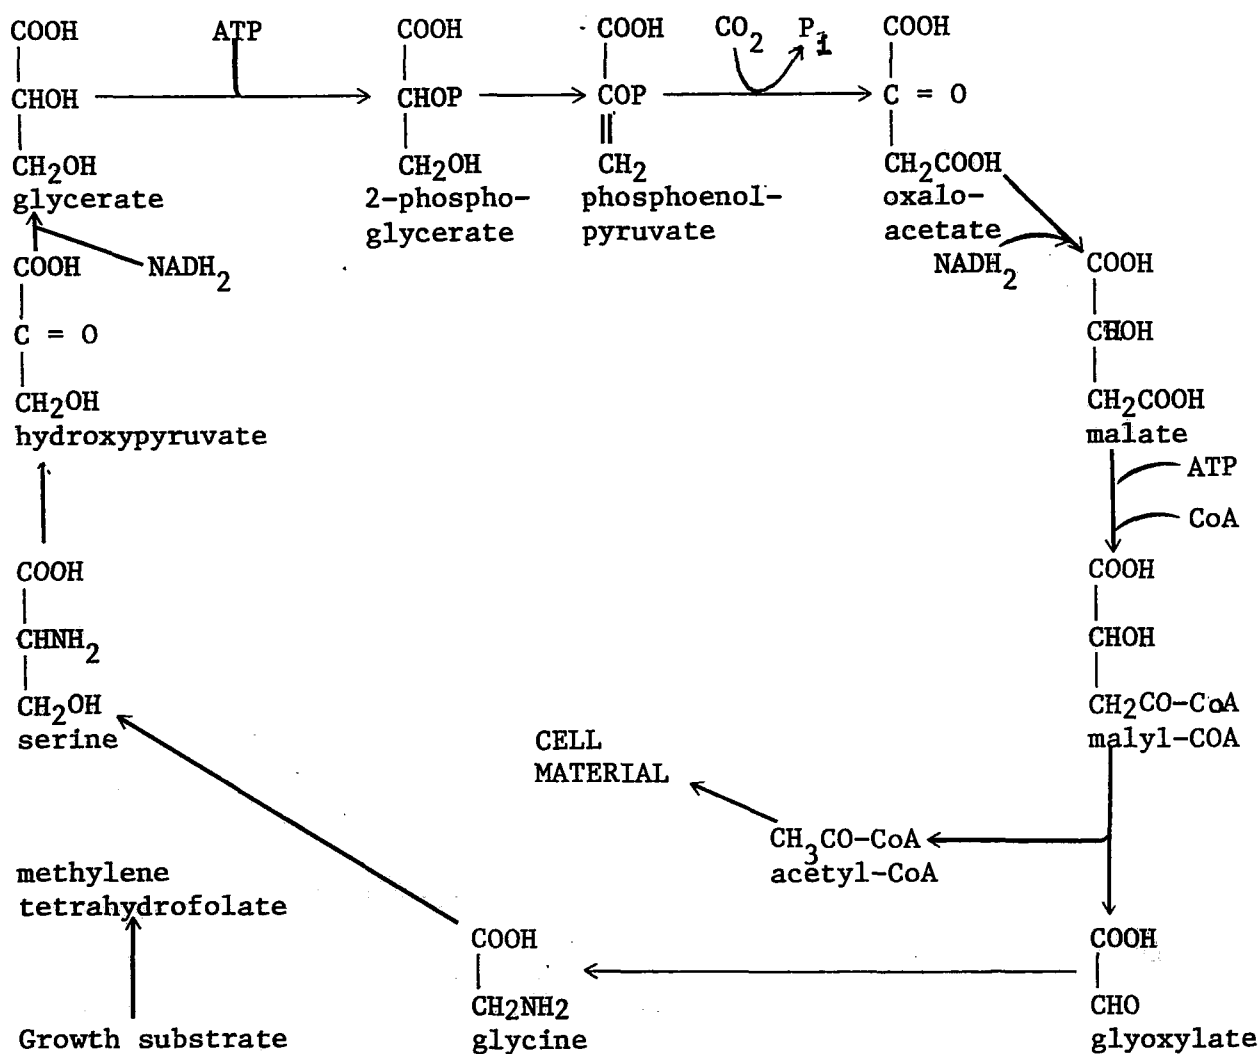 COOH
CHOH
CH2OH
glycerate
ATP
COOH
CHOP
CH2OH
2-phospho-
glycerate
COOH
COP
CH2
phosphoenol-
pyruvate
CO2
Pi
COOH
C = O
CH2COOH
oxalo-
acetate
NADH2
COOH
CHOH
CH2COOH
malate
ATP
CoA
COOH
CHOH
CH2CO-CoA
malyl-COA
CH3CO-CoA
acetyl-CoA
CELL
MATERIAL
COOH
CHO
glyoxylate
COOH
CH2NH2
glycine
COOH
CHNH2
CH2OH
serine
methylene
tetrahydrofolate
Growth substrate
COOH
C = O
CH2OH
hydroxypyruvate
NADH2